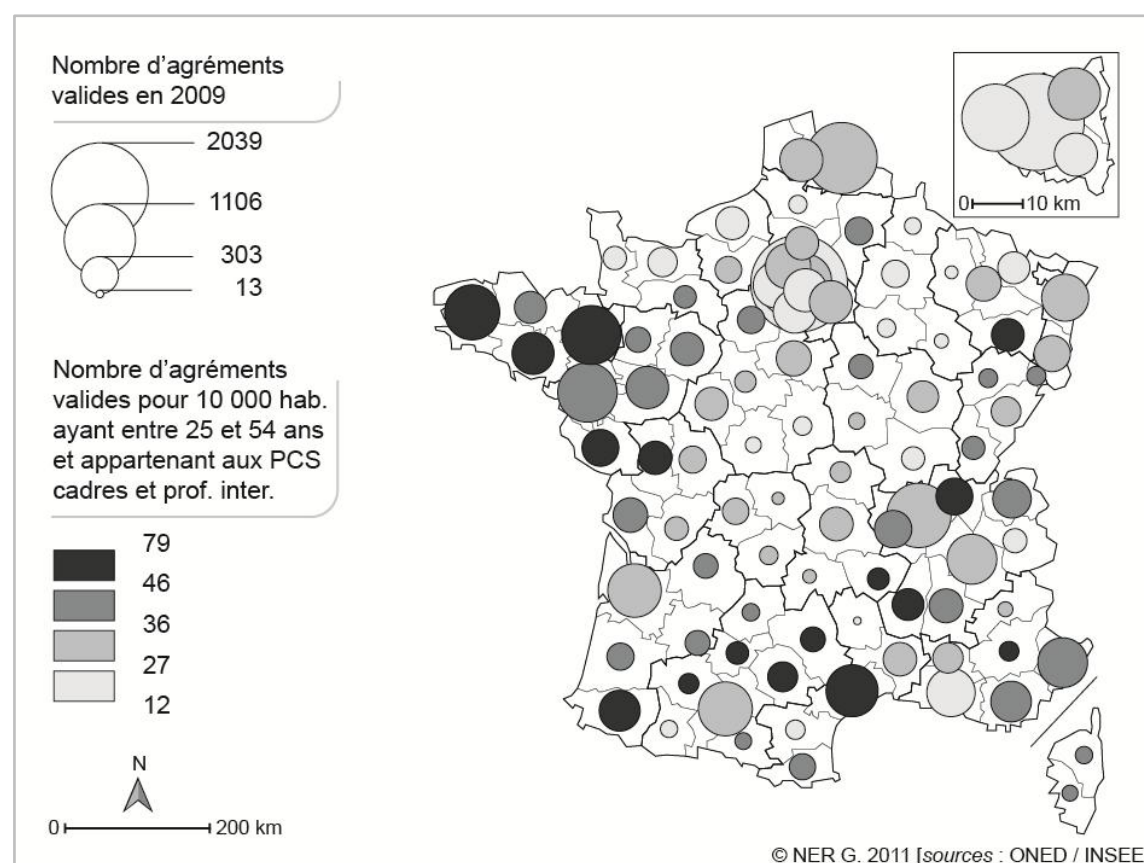 Nombre d'agréments
valides en 2009
2039
1106
303
13
Nombre d'agréments
valides pour 10 000 hab.
ayant entre 25 et 54 ans
et appartenant aux PCS
cadres et prof. inter.
79
46
36
27
12
N
0 200 km
0 10 km
© NER G. 2011 [sources : ONED / INSEE